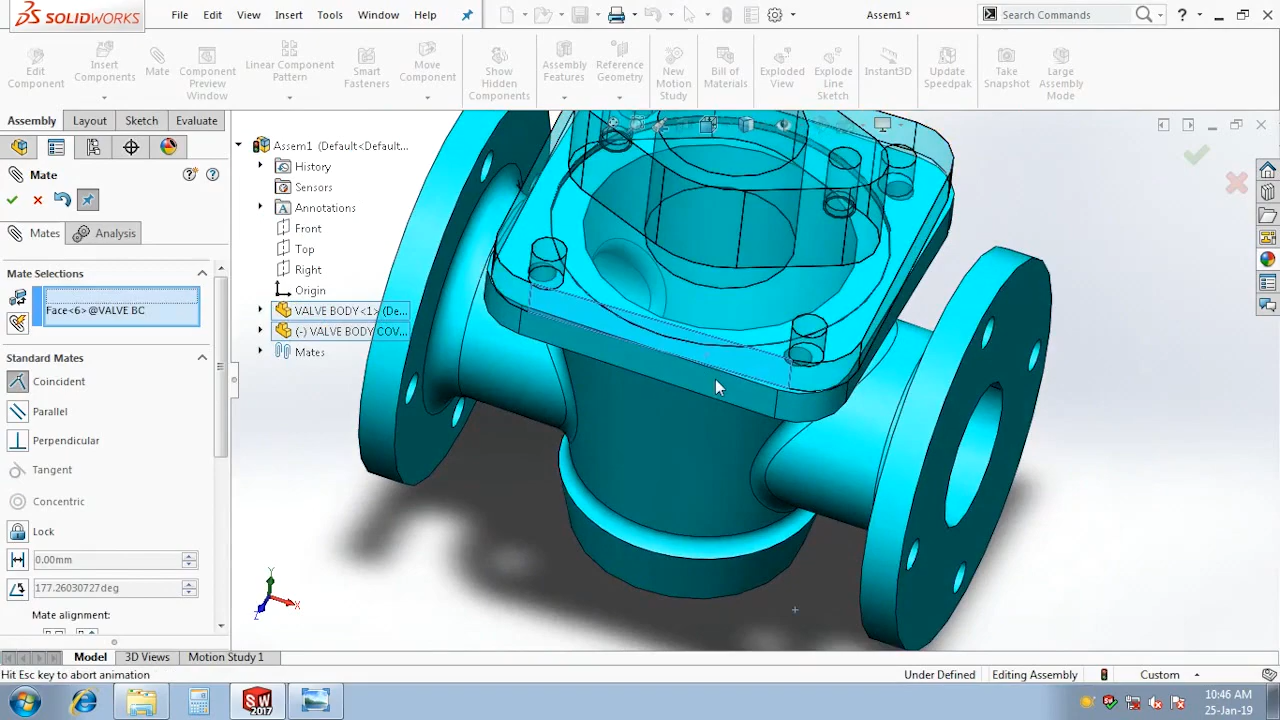 SOLIDWORKS File Edit View Insert Tools Window Help Assem1 * Search Commands ?
Edit Component
Insert Components
Mate
Component Preview Window
Linear Component Pattern
Smart Fasteners
Move Component
Show Hidden Components
Assembly Features
Reference Geometry
New Motion Study
Bill of Materials
Exploded View
Explode Line Sketch
Instant3D
Update Speedpak
Take Snapshot
Large Assembly Mode
Assembly Layout Sketch Evaluate
Mate
Mates Analysis
Mate Selections
Face<6> @VALVE BC
Standard Mates
Coincident
Parallel
Perpendicular
Tangent
Concentric
Lock
0.00mm
177.26030727deg
Mate alignment:
Assem1 (Default<Default...
History
Sensors
Annotations
Front
Top
Right
Origin
VALVE BODY<1> (De...
(-) VALVE BODY COV...
Mates
Y
X
Z
Model 3D Views Motion Study 1
Hit Esc key to abort animation Under Defined Editing Assembly Custom
SW 2017
10:46 AM
25-Jan-19